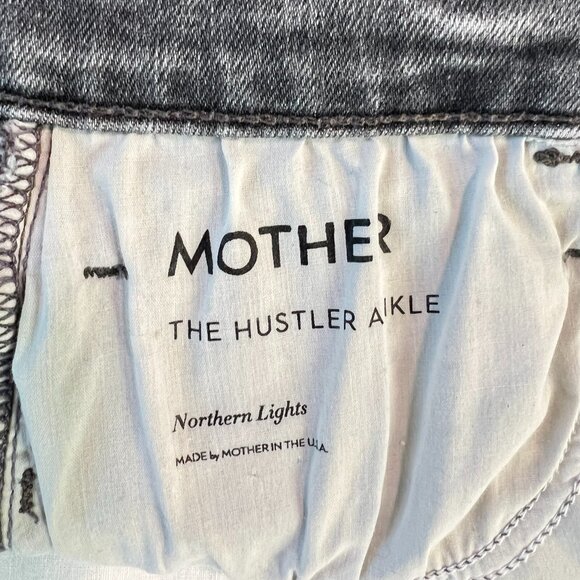 MOTHER
THE HUSTLER ANKLE
Northern Lights
MADE by MOTHER IN THE U.S.A.